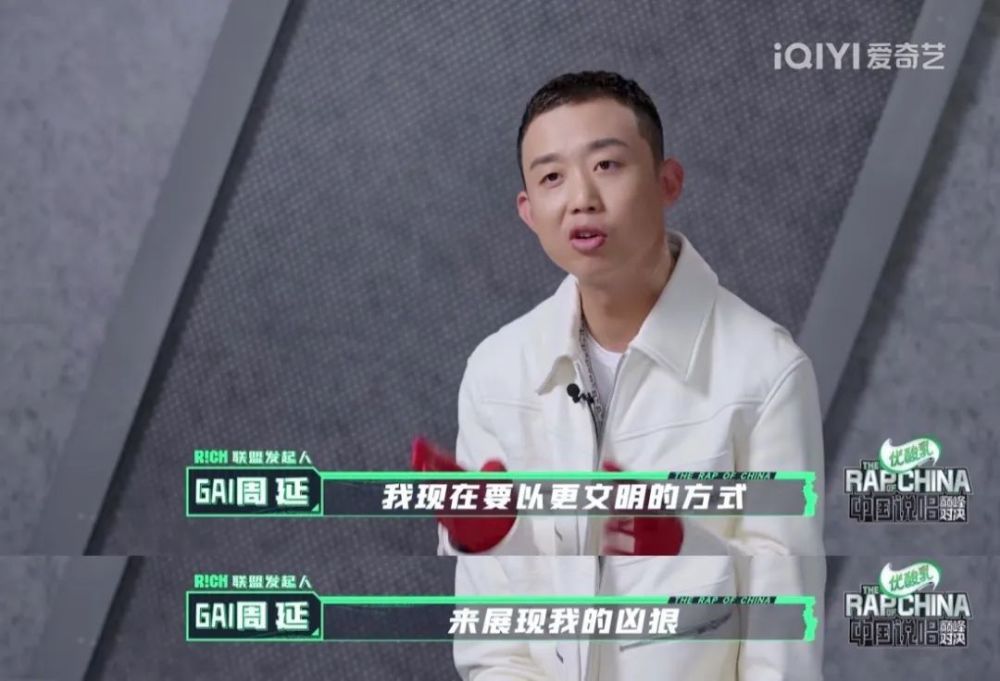 iQIYI 爱奇艺
R!CH 联盟发起人
GAI周延
THE RAP OF CHINA
我现在要以更文明的方式
优酸乳
THE RAP OF CHINA
中国说唱 巅峰对决
R!CH 联盟发起人
GAI周延
THE RAP OF CHINA
来展现我的凶狠
优酸乳
THE RAP OF CHINA
中国说唱 巅峰对决